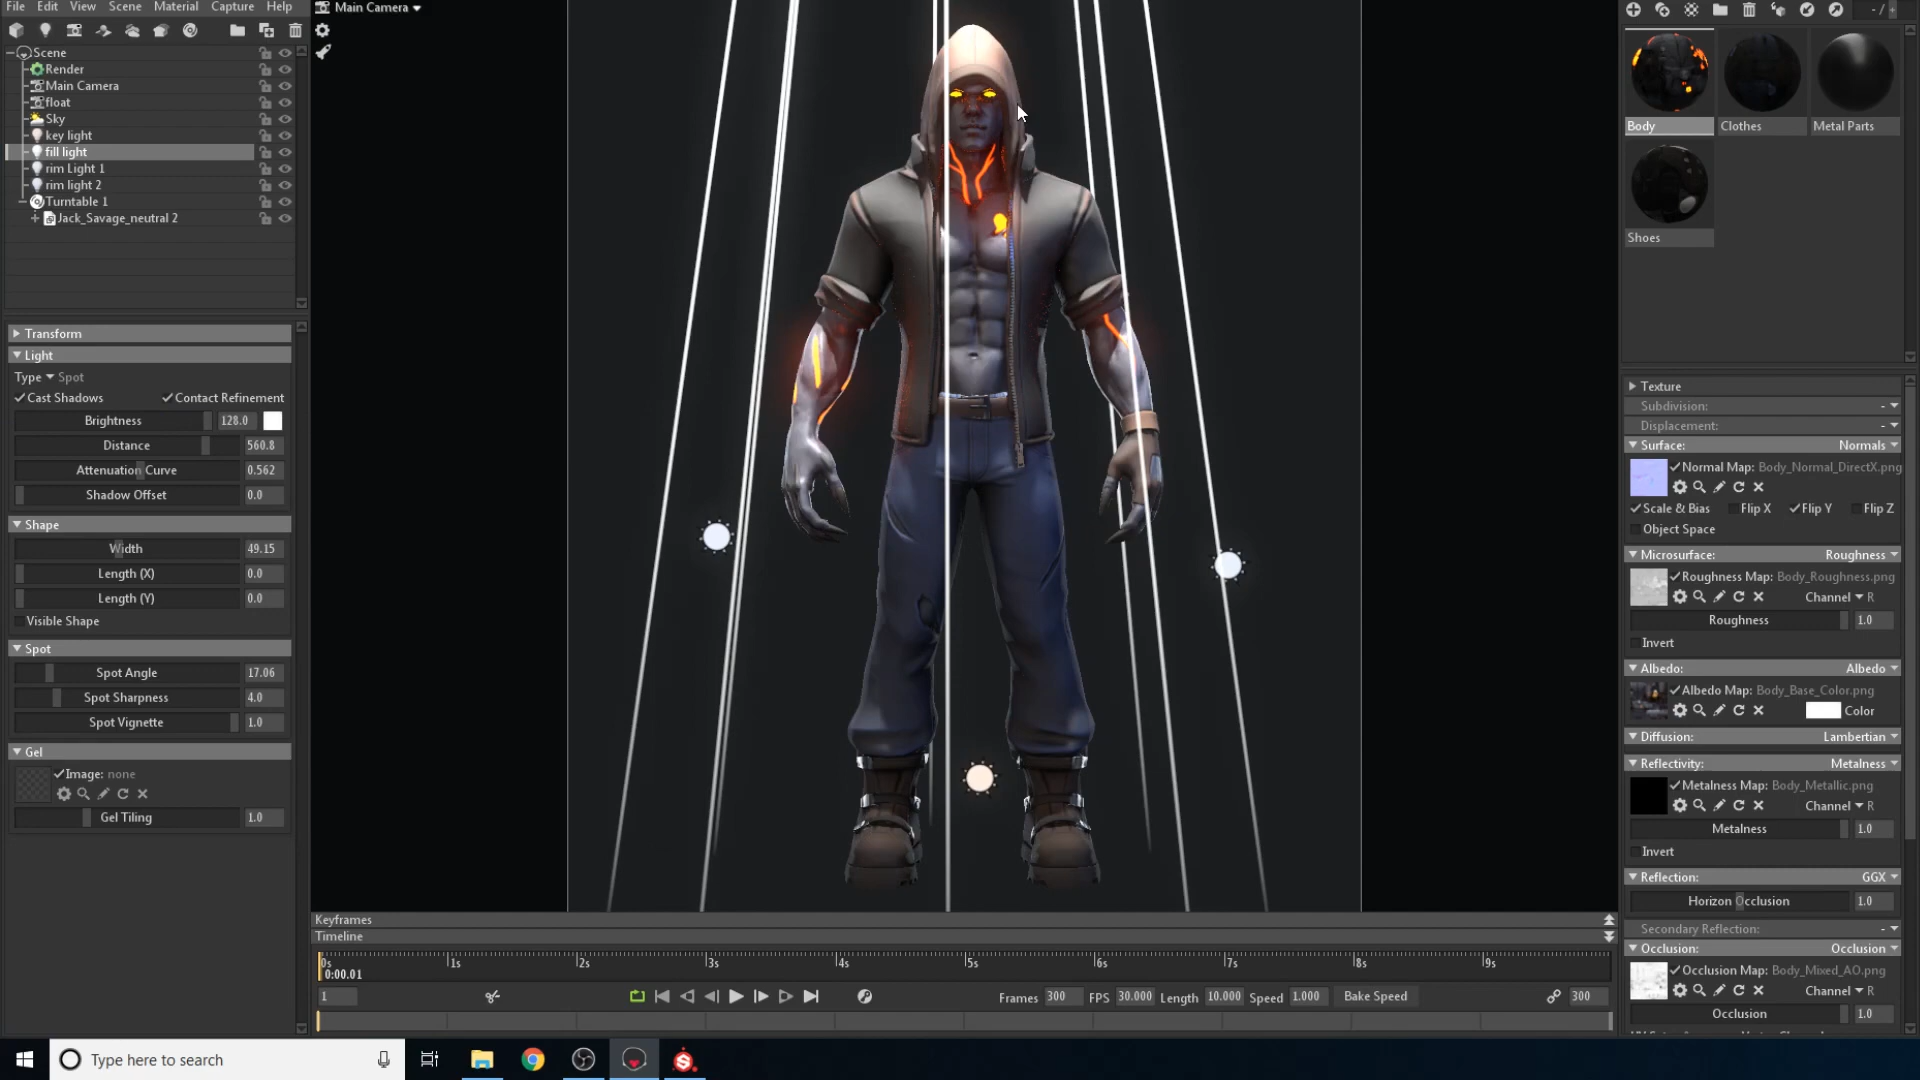 File Edit View Scene Material Capture Help
Main Camera
- /
Scene
Render
Main Camera
float
Sky
key light
fill light
rim Light 1
rim light 2
Turntable 1
Jack_Savage_neutral 2
Body
Clothes
Metal Parts
Shoes
Transform
Light
Type Spot
Cast Shadows Contact Refinement
Brightness 128.0
Distance 560.8
Attenuation Curve 0.562
Shadow Offset 0.0
Shape
Width 49.15
Length (X) 0.0
Length (Y) 0.0
Visible Shape
Spot
Spot Angle 17.06
Spot Sharpness 4.0
Spot Vignette 1.0
Gel
Image: none
Gel Tiling 1.0
Texture
Subdivision: -
Displacement: -
Surface: Normals
Normal Map: Body_Normal_DirectX.png
Scale & Bias Flip X Flip Y Flip Z
Object Space
Microsurface: Roughness
Roughness Map: Body_Roughness.png
Channel R
Roughness 1.0
Invert
Albedo: Albedo
Albedo Map: Body_Base_Color.png
Color
Diffusion: Lambertian
Reflectivity: Metalness
Metalness Map: Body_Metallic.png
Channel R
Metalness 1.0
Invert
Reflection: GGX
Horizon Occlusion 1.0
Secondary Reflection: -
Occlusion: Occlusion
Occlusion Map: Body_Mixed_AO.png
Channel R
Occlusion 1.0
Keyframes
Timeline
0s 1s 2s 3s 4s 5s 6s 7s 8s 9s
0:00.01
1
Frames 300 FPS 30.000 Length 10.000 Speed 1.000 Bake Speed 300
Type here to search